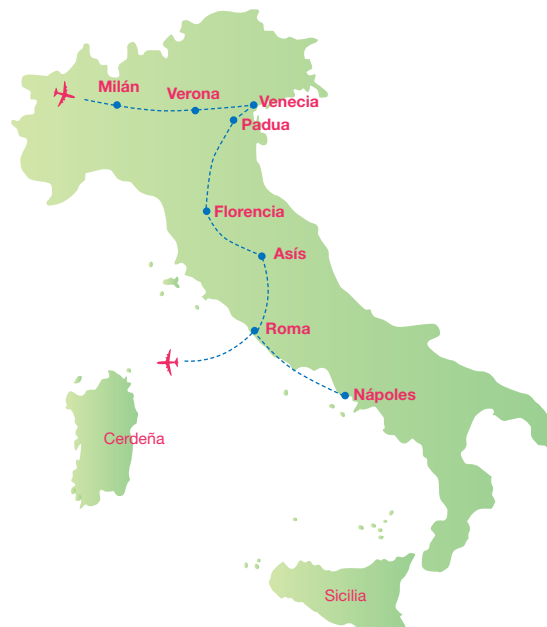 Milán
Verona
Venecia
Padua
Florencia
Asís
Roma
Nápoles
Cerdeña
Sicilia